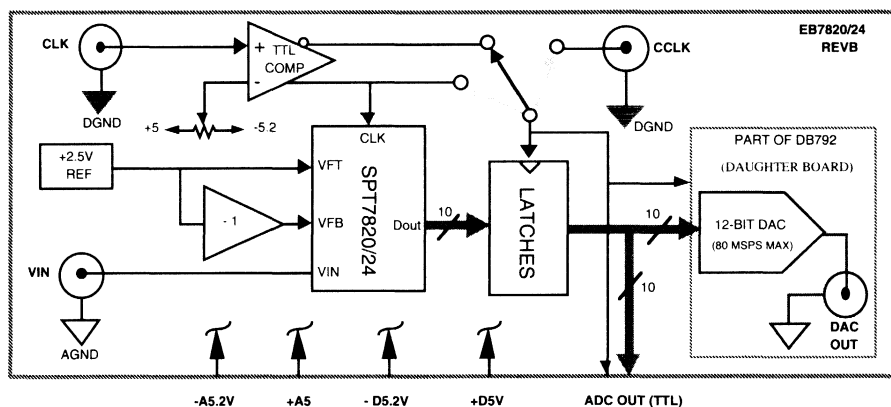 EB7820/24
REVB
CLK
+
TTL
COMP
-
CCLK
DGND
DGND
+5
-5.2
CLK
+2.5V
REF
VFT
SPT7820/24
- 1
VFB
Dout
10
LATCHES
10
PART OF DB792
(DAUGHTER BOARD)
10
12-BIT DAC
(80 MSPS MAX)
VIN
VIN
AGND
DAC
OUT
-A5.2V
+A5
- D5.2V
+D5V
ADC OUT (TTL)